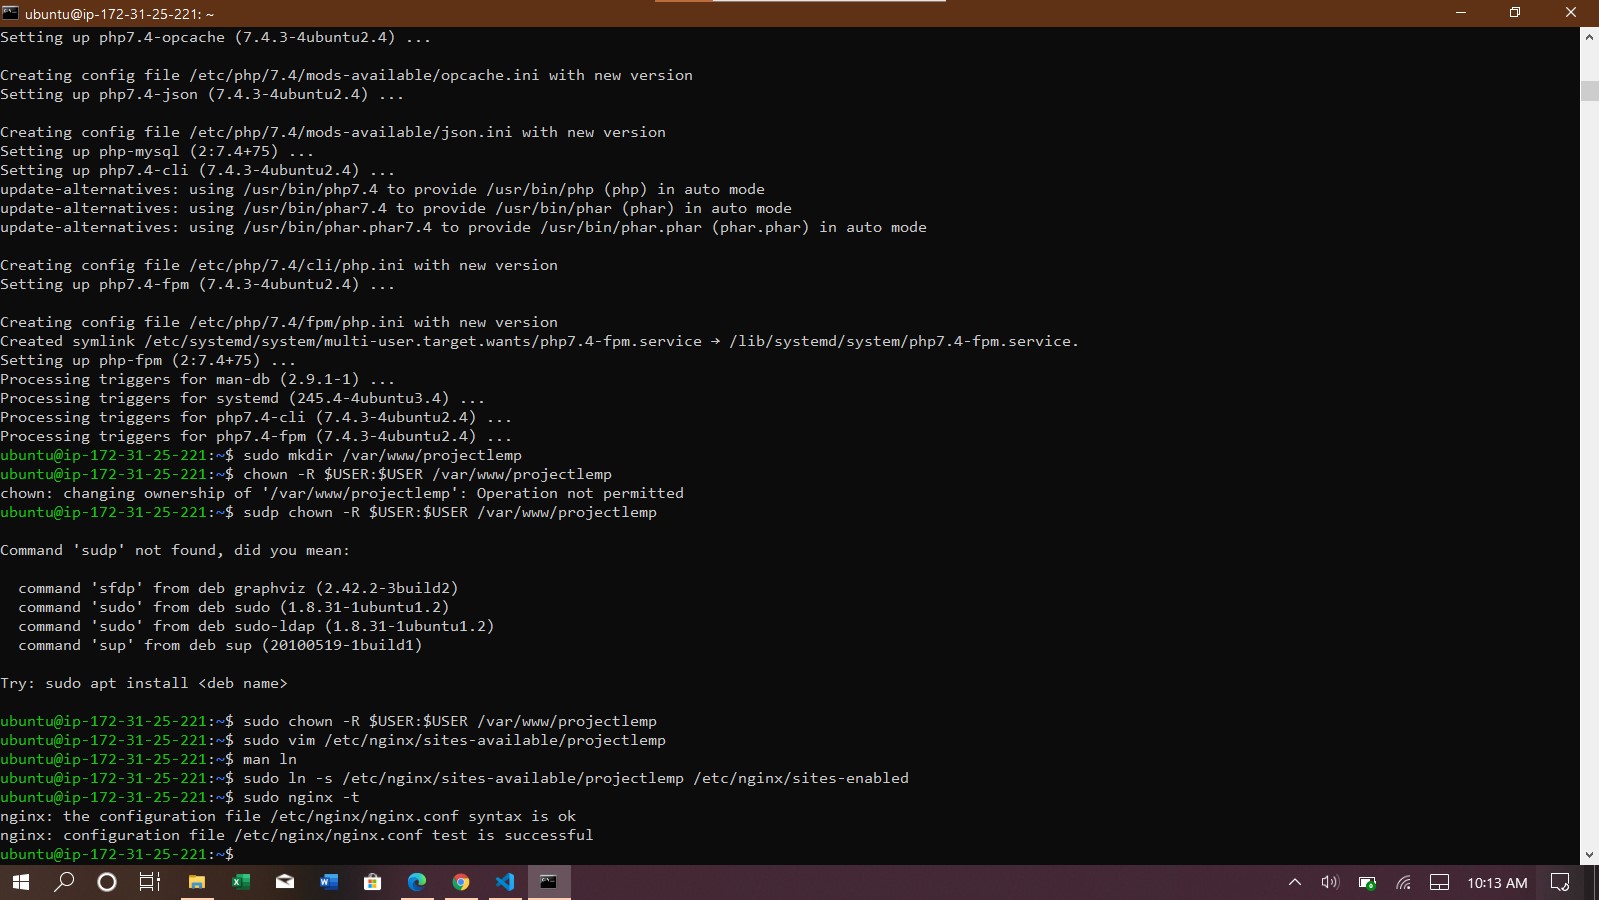 ubuntu@ip-172-31-25-221: ~
Setting up php7.4-opcache (7.4.3-4ubuntu2.4) ...
Creating config file /etc/php/7.4/mods-available/opcache.ini with new version
Setting up php7.4-json (7.4.3-4ubuntu2.4) ...
Creating config file /etc/php/7.4/mods-available/json.ini with new version
Setting up php-mysql (2:7.4+75) ...
Setting up php7.4-cli (7.4.3-4ubuntu2.4) ...
update-alternatives: using /usr/bin/php7.4 to provide /usr/bin/php (php) in auto mode
update-alternatives: using /usr/bin/phar7.4 to provide /usr/bin/phar (phar) in auto mode
update-alternatives: using /usr/bin/phar.phar7.4 to provide /usr/bin/phar.phar (phar.phar) in auto mode
Creating config file /etc/php/7.4/cli/php.ini with new version
Setting up php7.4-fpm (7.4.3-4ubuntu2.4) ...
Creating config file /etc/php/7.4/fpm/php.ini with new version
Created symlink /etc/systemd/system/multi-user.target.wants/php7.4-fpm.service → /lib/systemd/system/php7.4-fpm.service.
Setting up php-fpm (2:7.4+75) ...
Processing triggers for man-db (2.9.1-1) ...
Processing triggers for systemd (245.4-4ubuntu3.4) ...
Processing triggers for php7.4-cli (7.4.3-4ubuntu2.4) ...
Processing triggers for php7.4-fpm (7.4.3-4ubuntu2.4) ...
ubuntu@ip-172-31-25-221:~$ sudo mkdir /var/www/projectlemp
ubuntu@ip-172-31-25-221:~$ chown -R $USER:$USER /var/www/projectlemp
chown: changing ownership of '/var/www/projectlemp': Operation not permitted
ubuntu@ip-172-31-25-221:~$ sudp chown -R $USER:$USER /var/www/projectlemp
Command 'sudp' not found, did you mean:
command 'sfdp' from deb graphviz (2.42.2-3build2)
command 'sudo' from deb sudo (1.8.31-1ubuntu1.2)
command 'sudo' from deb sudo-ldap (1.8.31-1ubuntu1.2)
command 'sup' from deb sup (20100519-1build1)
Try: sudo apt install <deb name>
ubuntu@ip-172-31-25-221:~$ sudo chown -R $USER:$USER /var/www/projectlemp
ubuntu@ip-172-31-25-221:~$ sudo vim /etc/nginx/sites-available/projectlemp
ubuntu@ip-172-31-25-221:~$ man ln
ubuntu@ip-172-31-25-221:~$ sudo ln -s /etc/nginx/sites-available/projectlemp /etc/nginx/sites-enabled
ubuntu@ip-172-31-25-221:~$ sudo nginx -t
nginx: the configuration file /etc/nginx/nginx.conf syntax is ok
nginx: configuration file /etc/nginx/nginx.conf test is successful
ubuntu@ip-172-31-25-221:~$
10:13 AM